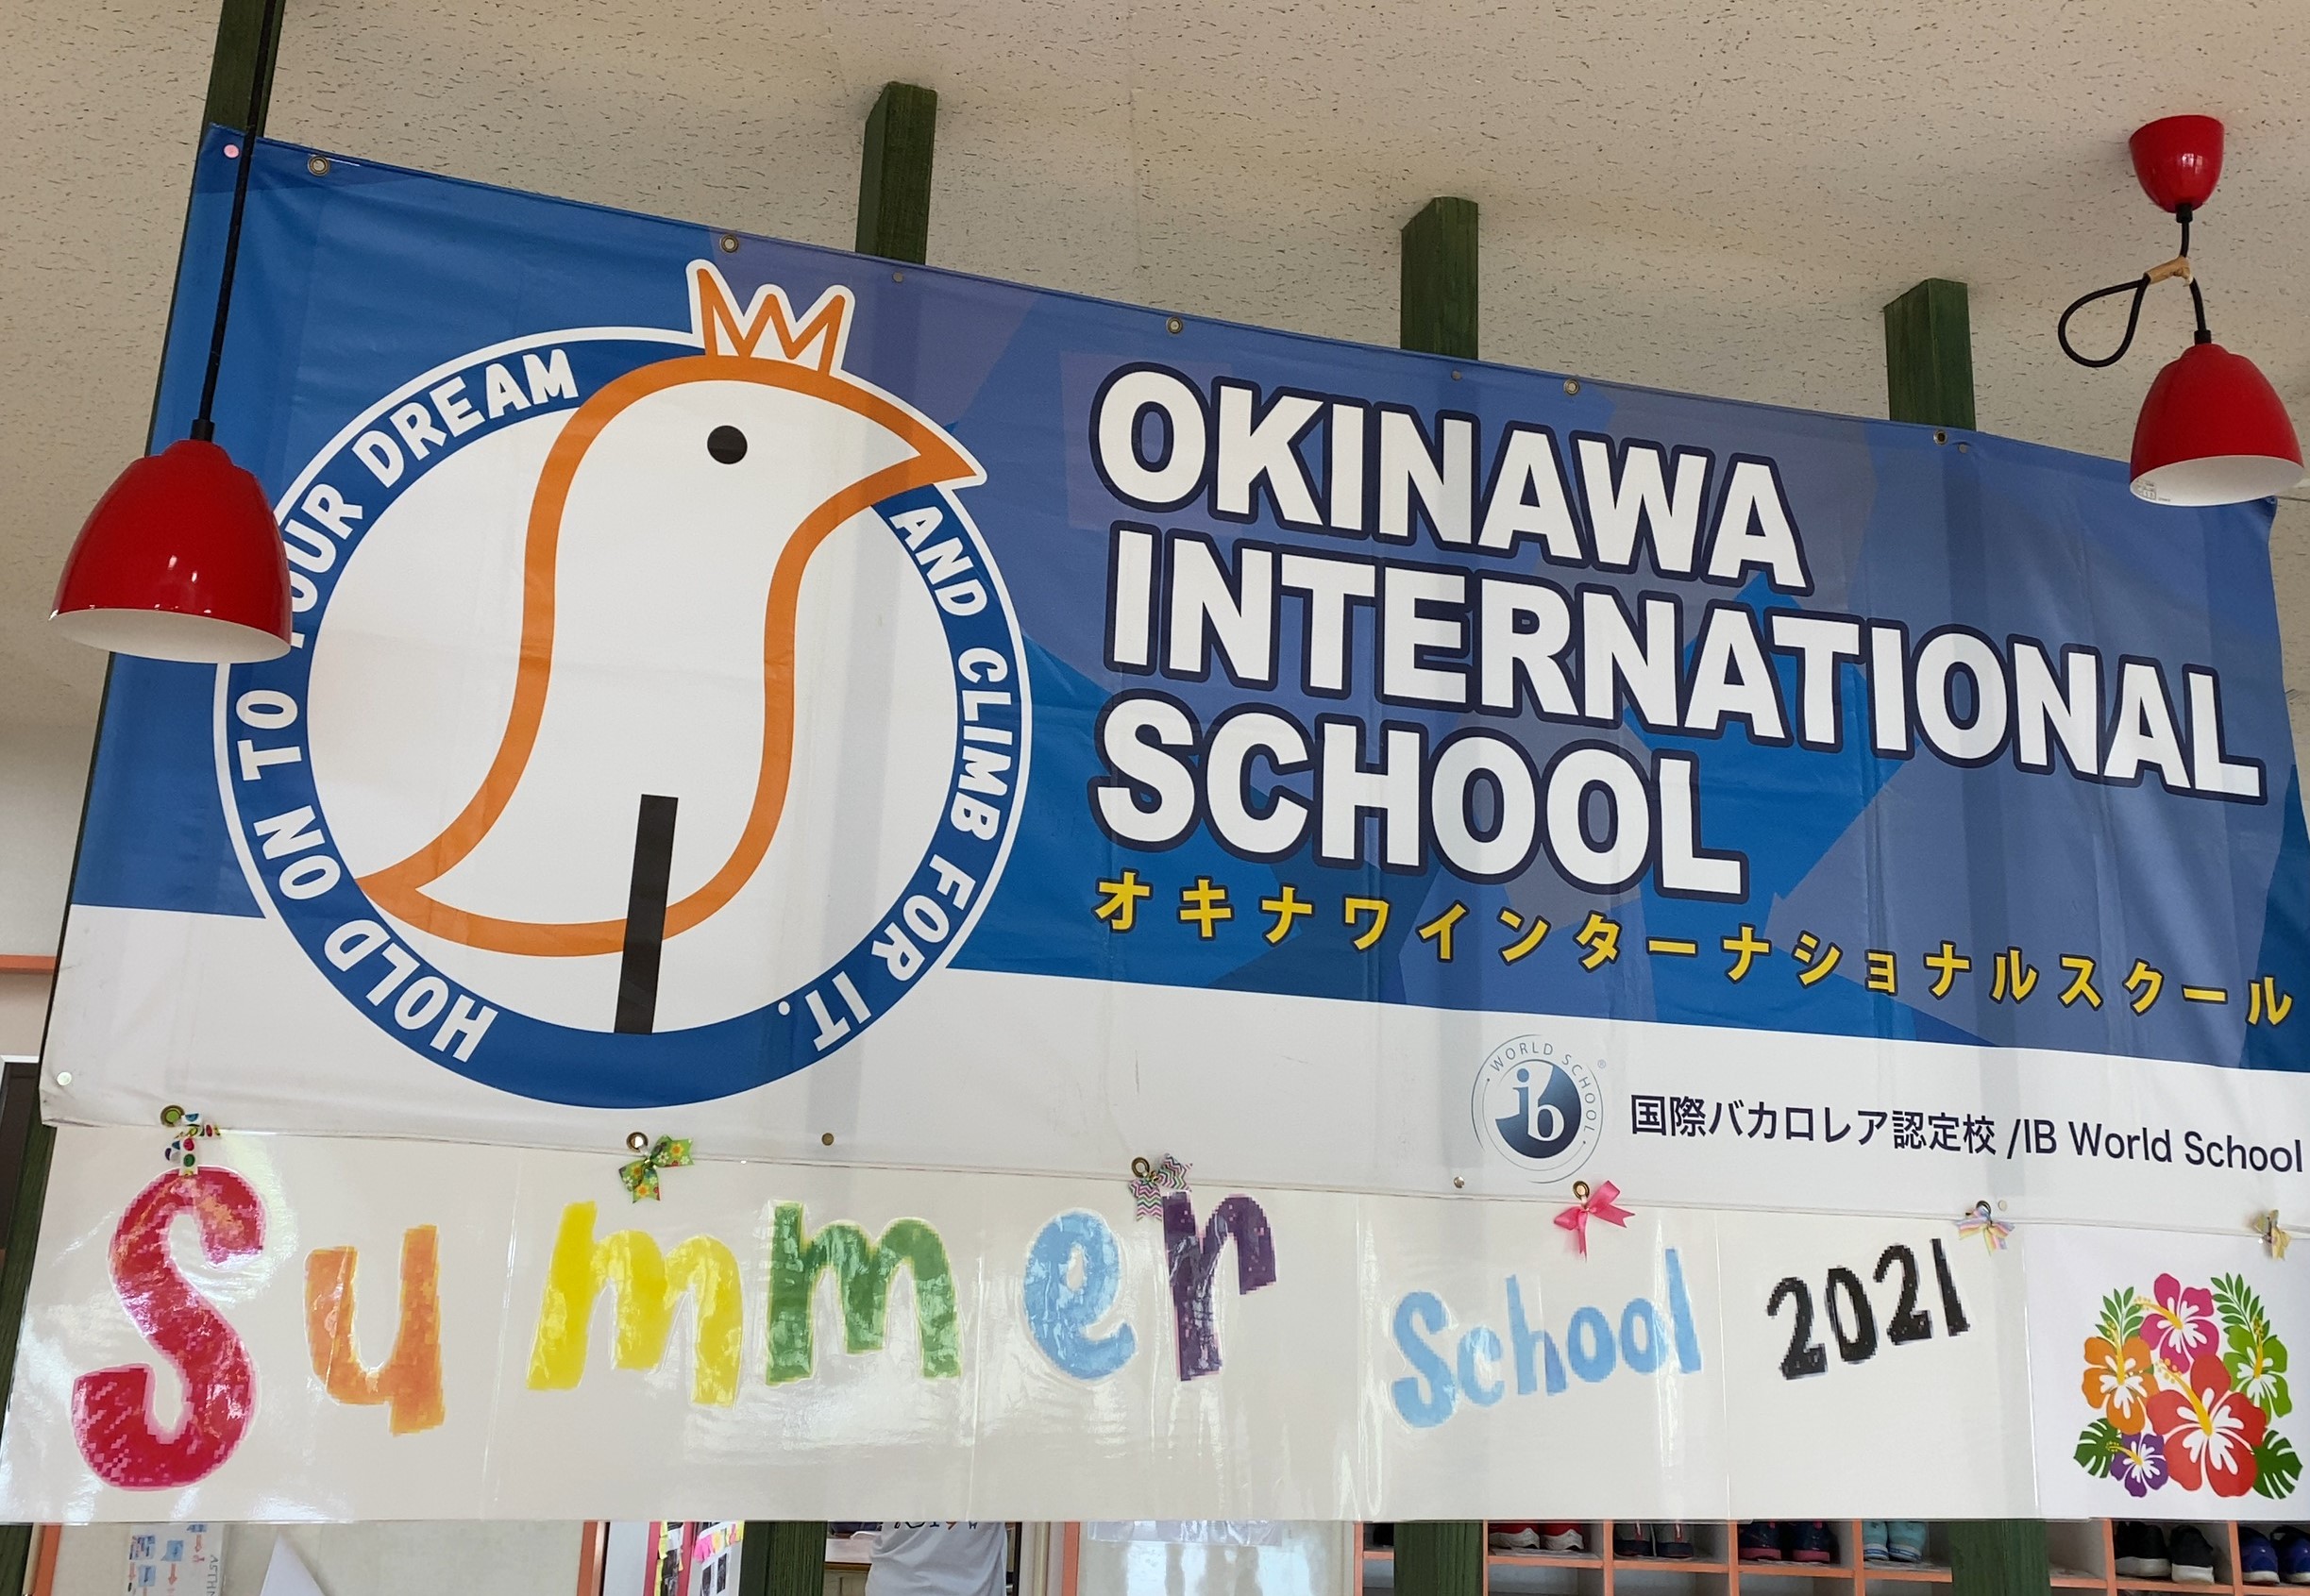 HOLD ON TO YOUR DREAM
AND CLIMB FOR IT.
OKINAWA
INTERNATIONAL
SCHOOL
オキナワインターナショナルスクール
WORLD SCHOOL
ib
国際バカロレア認定校 /IB World School
Summer School 2021